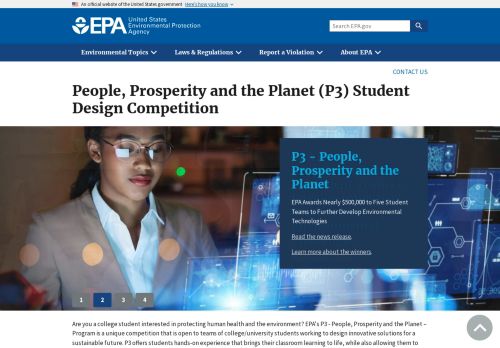 An official website of the United States government Here's how you know
EPA United States
Environmental Protection
Agency
Search EPA.gov
Environmental Topics
Laws & Regulations
Report a Violation
About EPA
CONTACT US
People, Prosperity and the Planet (P3) Student
Design Competition
P3 - People,
Prosperity and the
Planet
EPA Awards Nearly $500,000 to Five Student
Teams to Further Develop Environmental
Technologies
Read the news release.
Learn more about the winners.
1 2 3 4
Are you a college student interested in protecting human health and the environment? EPA's P3 - People, Prosperity and the Planet –
Program is a unique competition that is open to teams of college/university students working to design innovative solutions for a
sustainable future. P3 offers students hands-on experience that brings their classroom learning to life, while also allowing them to